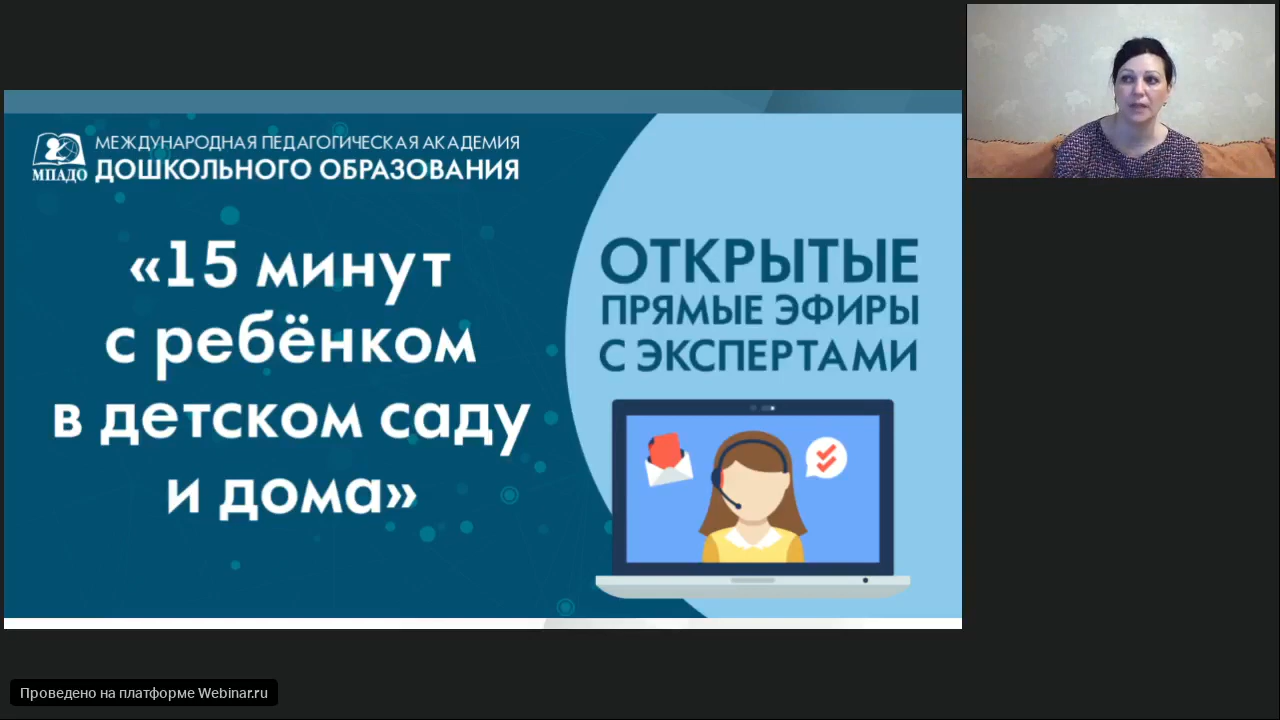 МЕЖДУНАРОДНАЯ ПЕДАГОГИЧЕСКАЯ АКАДЕМИЯ
МПАДО ДОШКОЛЬНОГО ОБРАЗОВАНИЯ
«15 минут
с ребёнком
в детском саду
и дома»
ОТКРЫТЫЕ
ПРЯМЫЕ ЭФИРЫ
С ЭКСПЕРТАМИ
Проведено на платформе Webinar.ru